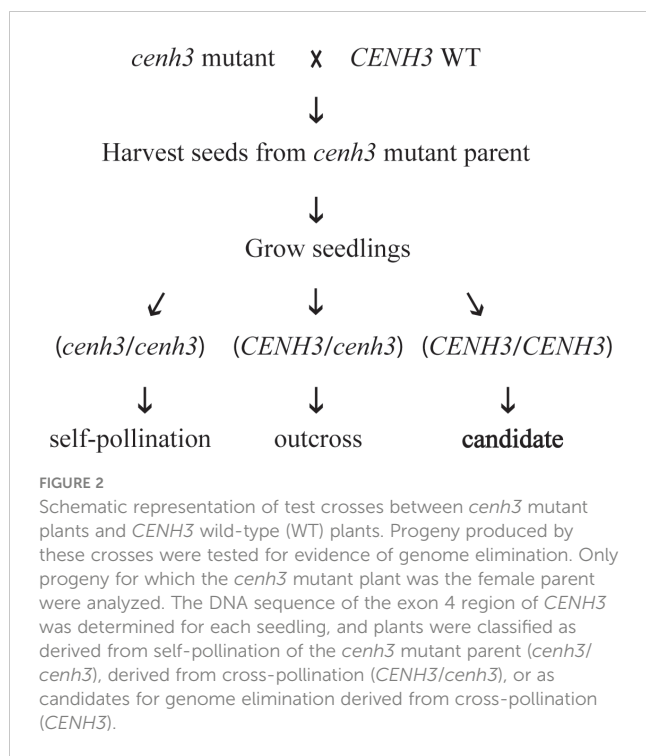 cenh3 mutant x CENH3 WT
↓
Harvest seeds from cenh3 mutant parent
↓
Grow seedlings
↙ ↓ ↘
(cenh3/cenh3) (CENH3/cenh3) (CENH3/CENH3)
↓ ↓ ↓
self-pollination outcross candidate
FIGURE 2
Schematic representation of test crosses between cenh3 mutant
plants and CENH3 wild-type (WT) plants. Progeny produced by
these crosses were tested for evidence of genome elimination. Only
progeny for which the cenh3 mutant plant was the female parent
were analyzed. The DNA sequence of the exon 4 region of CENH3
was determined for each seedling, and plants were classified as
derived from self-pollination of the cenh3 mutant parent (cenh3/
cenh3), derived from cross-pollination (CENH3/cenh3), or as
candidates for genome elimination derived from cross-pollination
(CENH3).